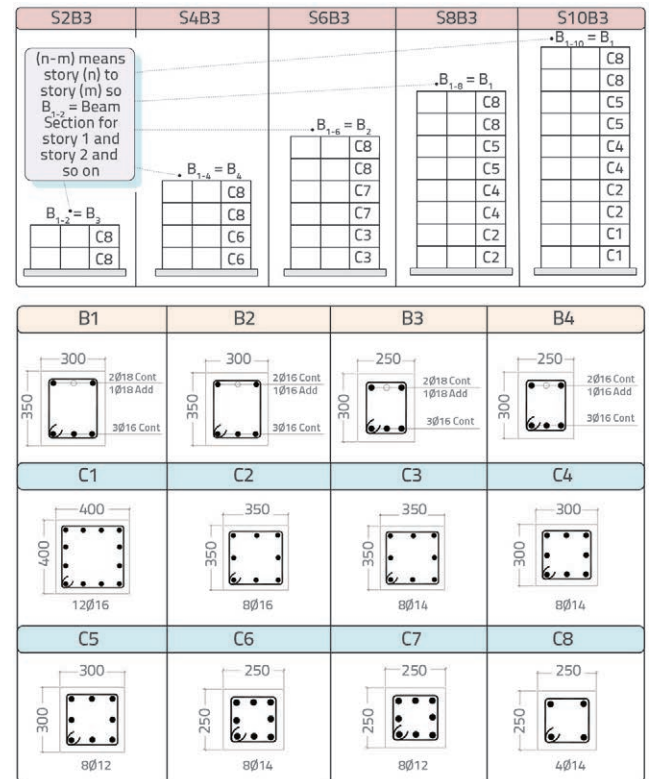 S2B3 S4B3 S6B3 S8B3 S10B3
(n-m) means
story (n) to
story (m) so
B1-2 = Beam
Section for
story 1 and
story 2 and
so on
B1-2 = B3
C8
C8
B1-4 = B4
C8
C8
C6
C6
B1-6 = B2
C8
C8
C7
C7
C3
C3
B1-8 = B1
C8
C8
C5
C5
C4
C4
C2
C2
B1-10 = B1
C8
C8
C5
C5
C4
C4
C2
C2
C1
C1
B1 B2 B3 B4
300
350
2Ø18 Cont
1Ø18 Add
3Ø16 Cont
300
350
2Ø16 Cont
1Ø16 Add
3Ø16 Cont
250
300
2Ø18 Cont
1Ø18 Add
3Ø16 Cont
250
300
2Ø16 Cont
1Ø16 Add
3Ø16 Cont
C1 C2 C3 C4
400
400
12Ø16
350
350
8Ø16
350
350
8Ø14
300
300
8Ø14
C5 C6 C7 C8
300
300
8Ø12
250
250
8Ø14
250
250
8Ø12
250
250
4Ø14